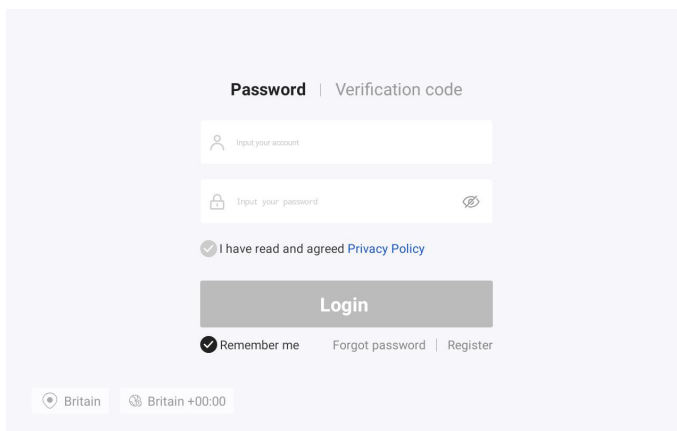 Password | Verification code
Input your account
Input your password
I have read and agreed Privacy Policy
Login
Remember me Forgot password | Register
Britain Britain +00:00